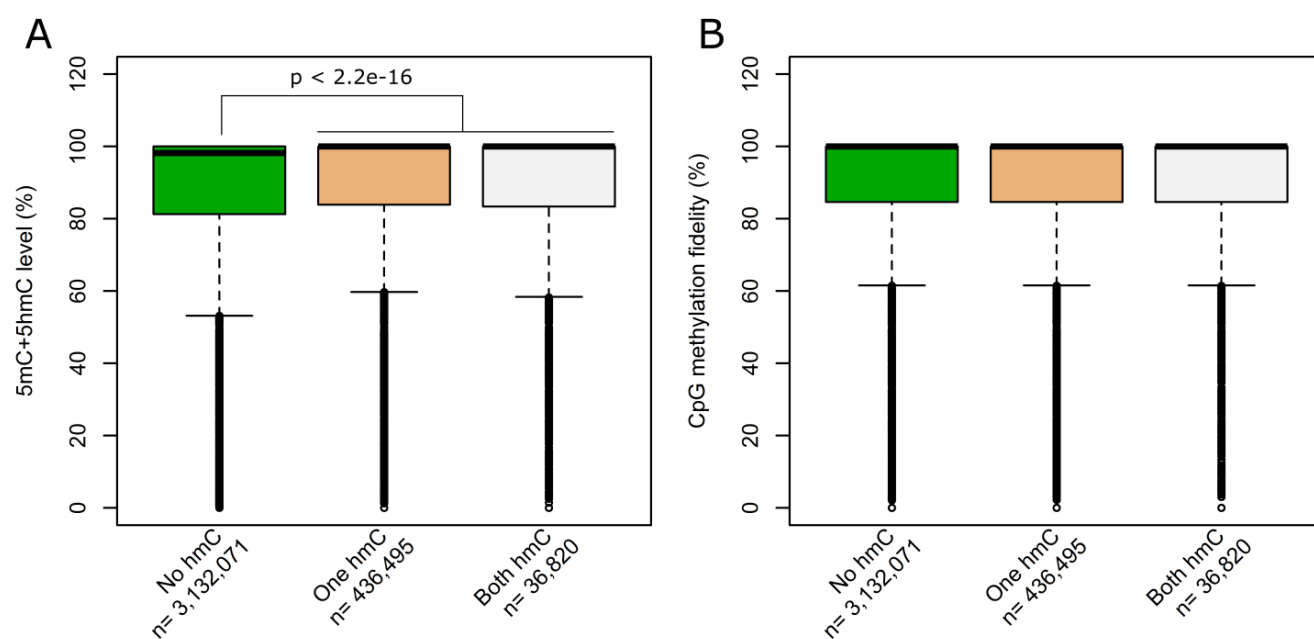 A
5mC+5hmC level (%)
120
100
80
60
40
20
0
p < 2.2e-16
No hmC
n= 3,132,071
One hmC
n= 436,495
Both hmC
n= 36,820
B
CpG methylation fidelity (%)
120
100
80
60
40
20
0
No hmC
n= 3,132,071
One hmC
n= 436,495
Both hmC
n= 36,820